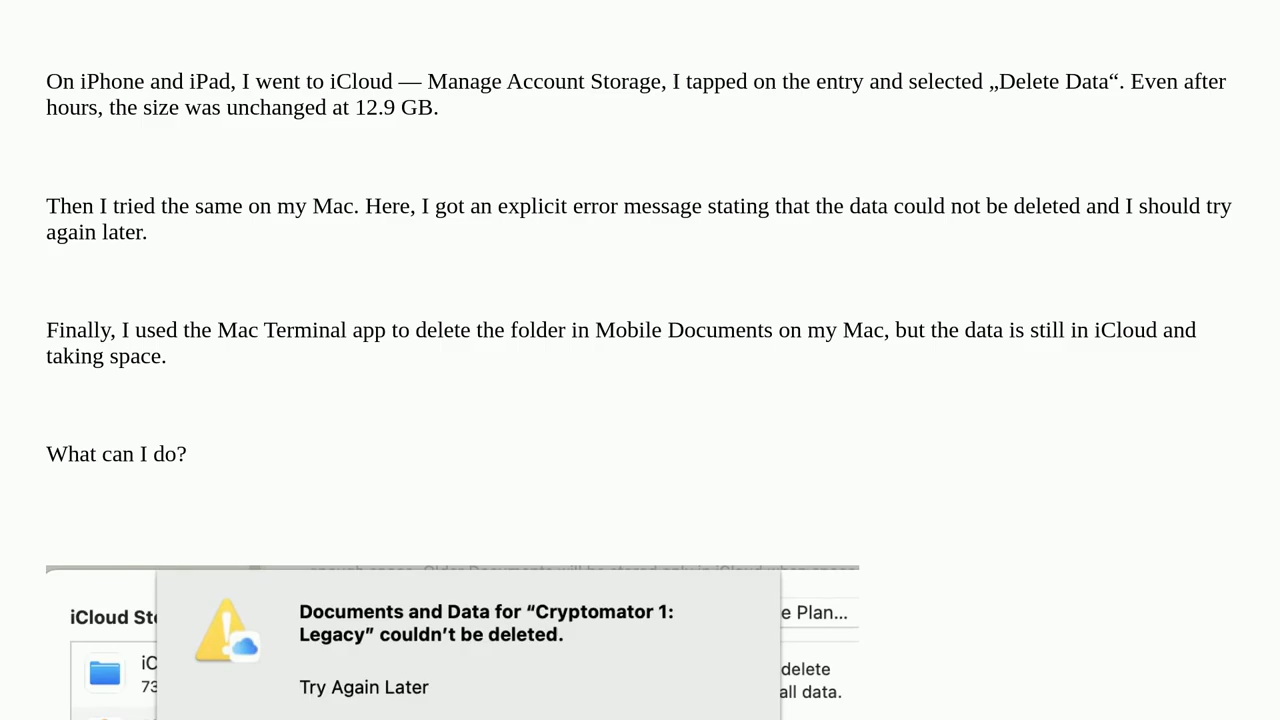 On iPhone and iPad, I went to iCloud — Manage Account Storage, I tapped on the entry and selected „Delete Data“. Even after
hours, the size was unchanged at 12.9 GB.
Then I tried the same on my Mac. Here, I got an explicit error message stating that the data could not be deleted and I should try
again later.
Finally, I used the Mac Terminal app to delete the folder in Mobile Documents on my Mac, but the data is still in iCloud and
taking space.
What can I do?
Documents and Data for “Cryptomator 1:
Legacy” couldn’t be deleted.
Try Again Later
iCloud Sto
e Plan...
iC
73
delete
all data.